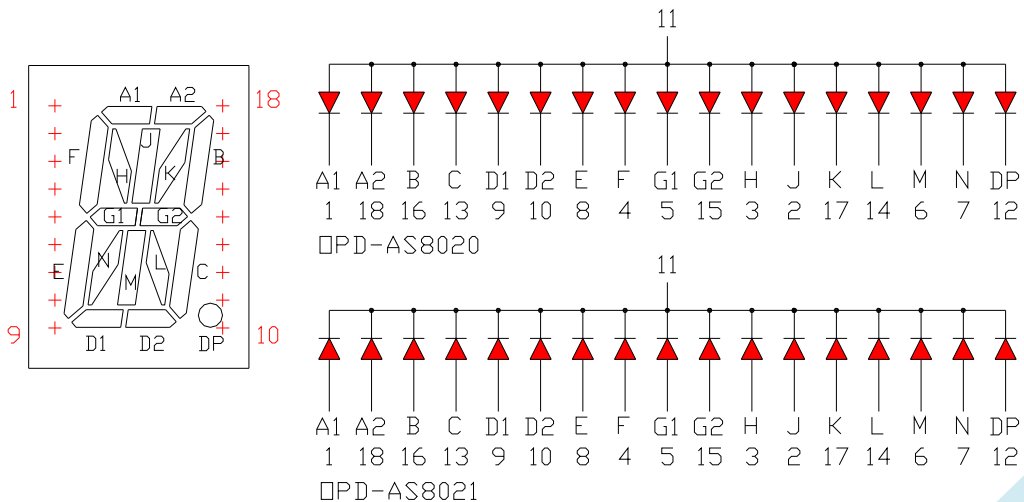 1 18
A1 A2
J
F B
H K
G1 G2
N L
E C
M
9 10
D1 D2 DP
11
A1 A2 B C D1 D2 E F G1 G2 H J K L M N DP
1 18 16 13 9 10 8 4 5 15 3 2 17 14 6 7 12
OPD-AS8020
11
A1 A2 B C D1 D2 E F G1 G2 H J K L M N DP
1 18 16 13 9 10 8 4 5 15 3 2 17 14 6 7 12
OPD-AS8021